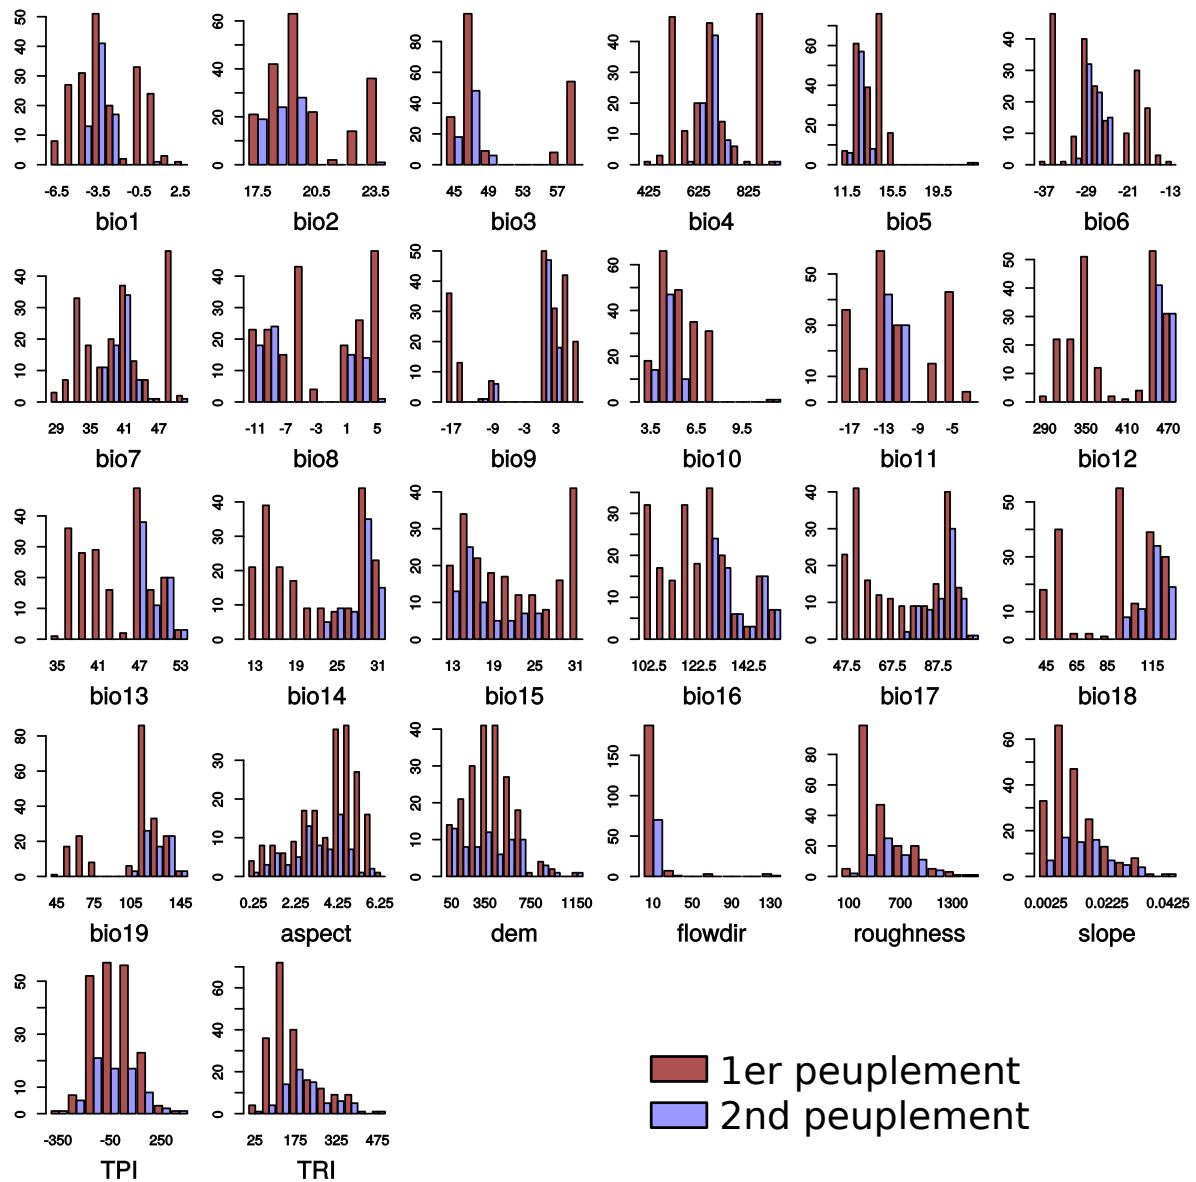 0 10 20 30 40 50
-6.5 -3.5 -0.5 2.5
bio1
0 20 40 60
17.5 20.5 23.5
bio2
0 20 40 60 80
45 49 53 57
bio3
0 10 20 30 40
425 625 825
bio4
0 20 40 60
11.5 15.5 19.5
bio5
0 10 20 30 40
-37 -29 -21 -13
bio6
0 10 20 30 40
29 35 41 47
bio7
0 10 20 30 40
-11 -7 -3 1 5
bio8
0 10 20 30 40 50
-17 -9 -3 3
bio9
0 20 40 60
3.5 6.5 9.5
bio10
0 10 30 50
-17 -13 -9 -5
bio11
0 10 20 30 40 50
290 350 410 470
bio12
0 10 20 30 40
35 41 47 53
bio13
0 10 20 30 40
13 19 25 31
bio14
0 10 20 30 40
13 19 25 31
bio15
0 10 20 30
102.5 122.5 142.5
bio16
0 10 20 30 40
47.5 67.5 87.5
bio17
0 10 30 50
45 65 85 115
bio18
0 20 40 60 80
45 75 105 145
bio19
0 10 20 30
0.25 2.25 4.25 6.25
aspect
0 10 20 30 40
50 350 750 1150
dem
0 50 100 150
10 50 90 130
flowdir
0 20 40 60 80
100 700 1300
roughness
0 20 40 60
0.0025 0.0225 0.0425
slope
0 10 30 50
-350 -50 250
TPI
0 20 40 60
25 175 325 475
TRI
1er peuplement
2nd peuplement